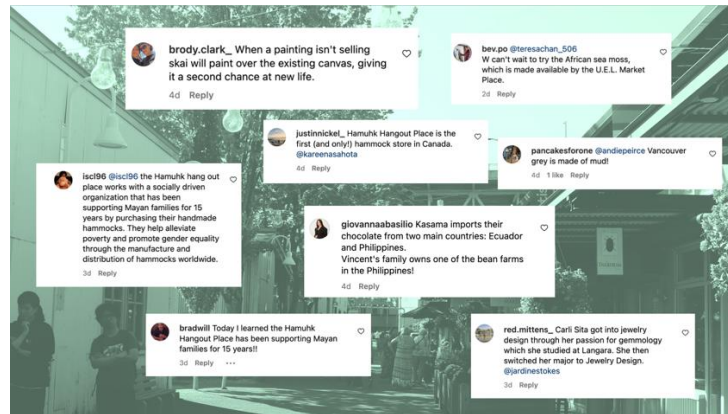 brody.clark_ When a painting isn't selling
skai will paint over the existing canvas, giving
it a second chance at new life.
4d Reply
bev.po @teresachan_506
W can't wait to try the African sea moss,
which is made available by the U.E.L. Market
Place.
2d Reply
justinnickel_ Hamuhk Hangout Place is the
first (and only!) hammock store in Canada.
@kareenasahota
4d Reply
pancakesforone @andiepeirce Vancouver
grey is made of mud!
4d 1 like Reply
iscl96 @iscl96 the Hamuhk hang out
place works with a socially driven
organization that has been
supporting Mayan families for 15
years by purchasing their handmade
hammocks. They help alleviate
poverty and promote gender equality
through the manufacture and
distribution of hammocks worldwide.
3d Reply
giovannaabasilio Kasama imports their
chocolate from two main countries: Ecuador
and Philippines.
Vincent's family owns one of the bean farms
in the Philippines!
4d Reply
bradwill Today I learned the Hamuhk
Hangout Place has been supporting Mayan
families for 15 years!!
3d Reply ...
red.mittens_ Carli Sita got into jewelry
design through her passion for gemmology
which she studied at Langara. She then
switched her major to Jewelry Design.
@jardinestokes
3d Reply